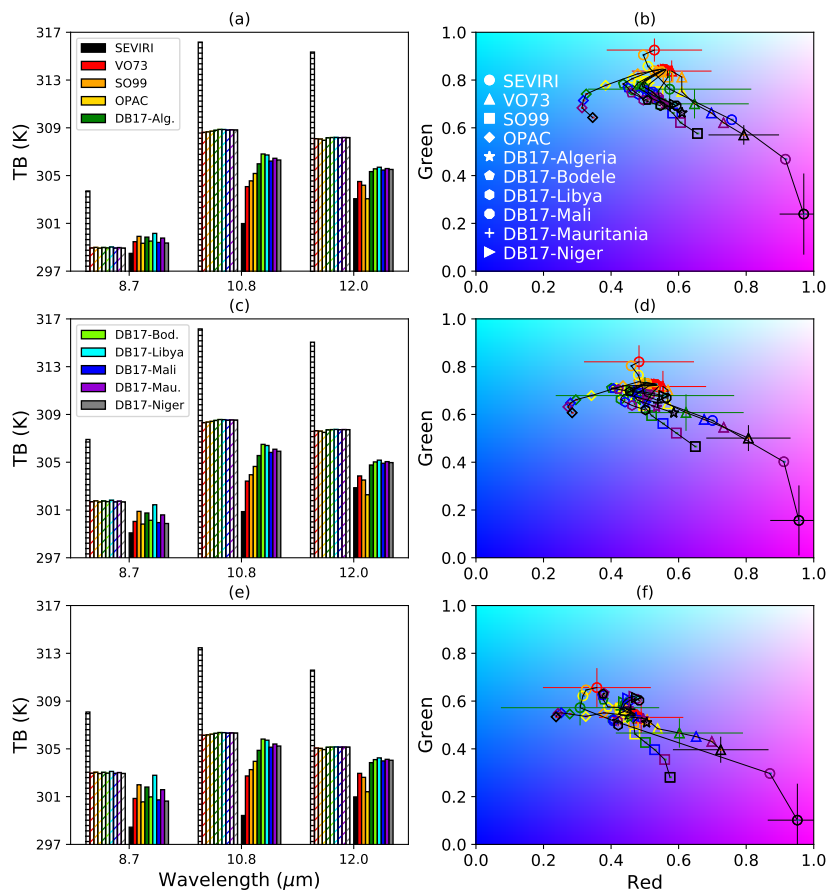 (a)
317
313
309
305
301
297
TB (K)
SEVIRI
VO73
SO99
OPAC
DB17-Alg.
8.7
10.8
12.0
(b)
1.0
0.8
0.6
0.4
0.2
0.0
Green
SEVIRI
VO73
SO99
OPAC
DB17-Algeria
DB17-Bodele
DB17-Libya
DB17-Mali
DB17-Mauritania
DB17-Niger
0.0 0.2 0.4 0.6 0.8 1.0
(c)
317
313
309
305
301
297
TB (K)
DB17-Bod.
DB17-Libya
DB17-Mali
DB17-Mau.
DB17-Niger
8.7
10.8
12.0
(d)
1.0
0.8
0.6
0.4
0.2
0.0
Green
0.0 0.2 0.4 0.6 0.8 1.0
(e)
317
313
309
305
301
297
TB (K)
8.7
10.8
12.0
Wavelength (μm)
(f)
1.0
0.8
0.6
0.4
0.2
0.0
Green
0.0 0.2 0.4 0.6 0.8 1.0
Red